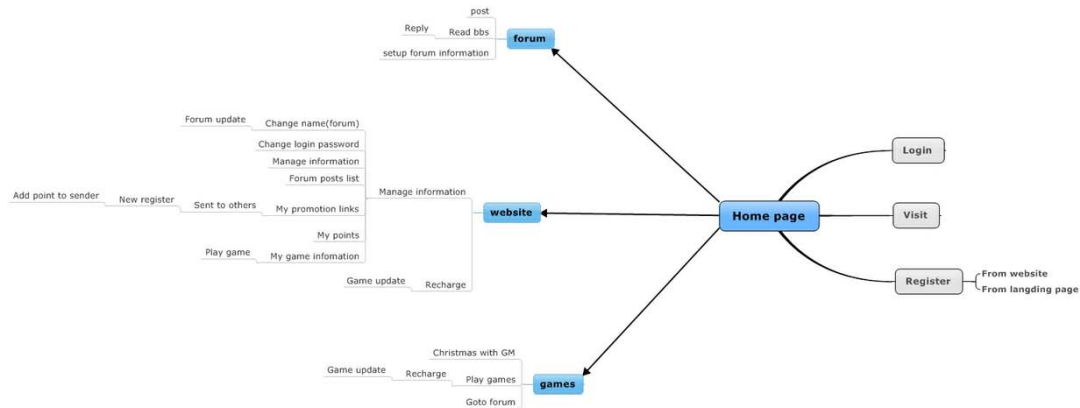 post
Reply
Read bbs
setup forum information
forum
Forum update
Change name(forum)
Change login password
Manage information
Forum posts list
Add point to sender
New register
Sent to others
My promotion links
My points
Play game
My game infomation
Manage information
Game update
Recharge
website
Christmas with GM
Game update
Recharge
Play games
Goto forum
games
Home page
Login
Visit
Register
From website
From langding page